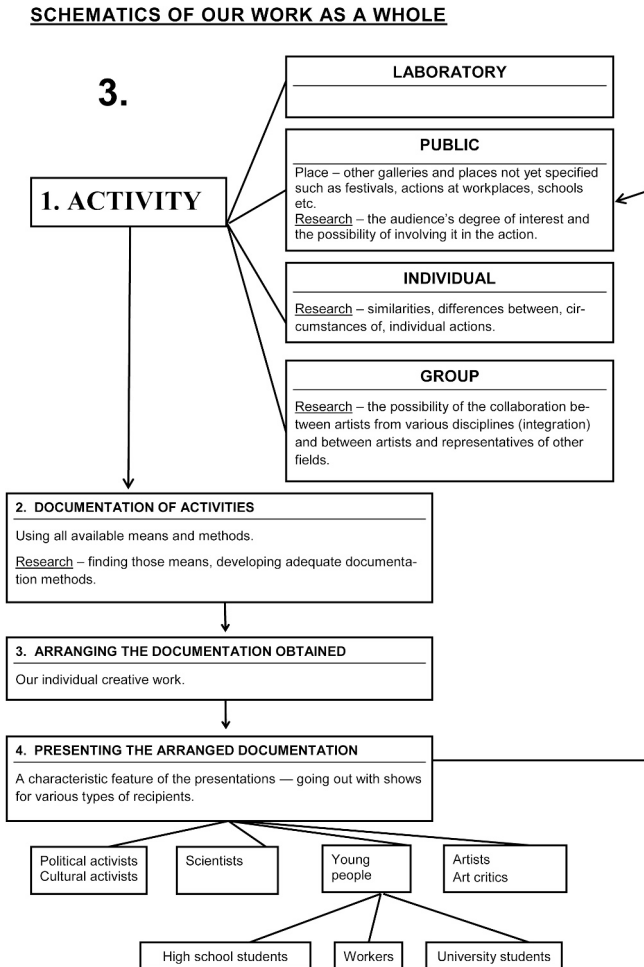 SCHEMATICS OF OUR WORK AS A WHOLE
3.
1. ACTIVITY
LABORATORY
PUBLIC
Place – other galleries and places not yet specified
such as festivals, actions at workplaces, schools
etc.
Research – the audience's degree of interest and
the possibility of involving it in the action.
INDIVIDUAL
Research – similarities, differences between, cir-
cumstances of, individual actions.
GROUP
Research – the possibility of the collaboration be-
tween artists from various disciplines (integration)
and between artists and representatives of other
fields.
2. DOCUMENTATION OF ACTIVITIES
Using all available means and methods.
Research – finding those means, developing adequate documenta-
tion methods.
3. ARRANGING THE DOCUMENTATION OBTAINED
Our individual creative work.
4. PRESENTING THE ARRANGED DOCUMENTATION
A characteristic feature of the presentations — going out with shows
for various types of recipients.
Political activists
Cultural activists
Scientists
Young
people
Artists
Art critics
High school students
Workers
University students